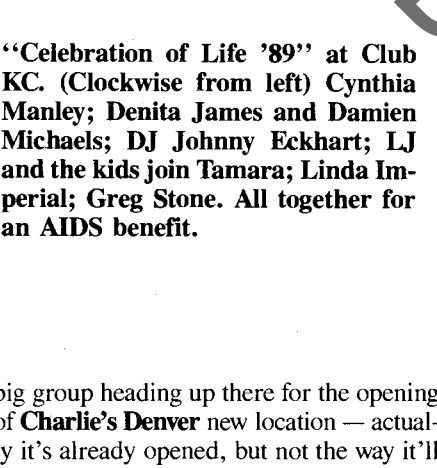 “Celebration of Life ’89” at Club
KC. (Clockwise from left) Cynthia
Manley; Denita James and Damien
Michaels; DJ Johnny Eckhart; LJ
and the kids join Tamara; Linda Im-
perial; Greg Stone. All together for
an AIDS benefit.
big group heading up there for the opening
of Charlie’s Denver new location — actual-
y it’s already opened, but not the way it’ll